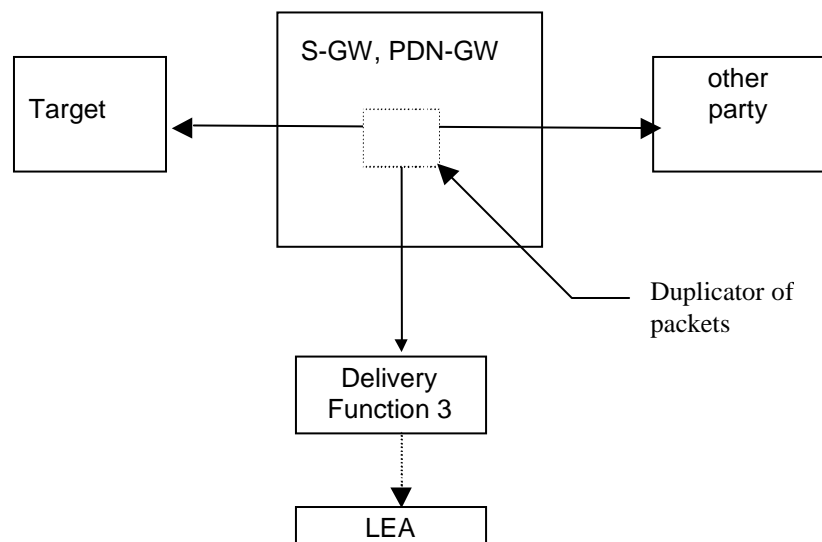 S-GW, PDN-GW
Target
other
party
Duplicator of
packets
Delivery
Function 3
LEA